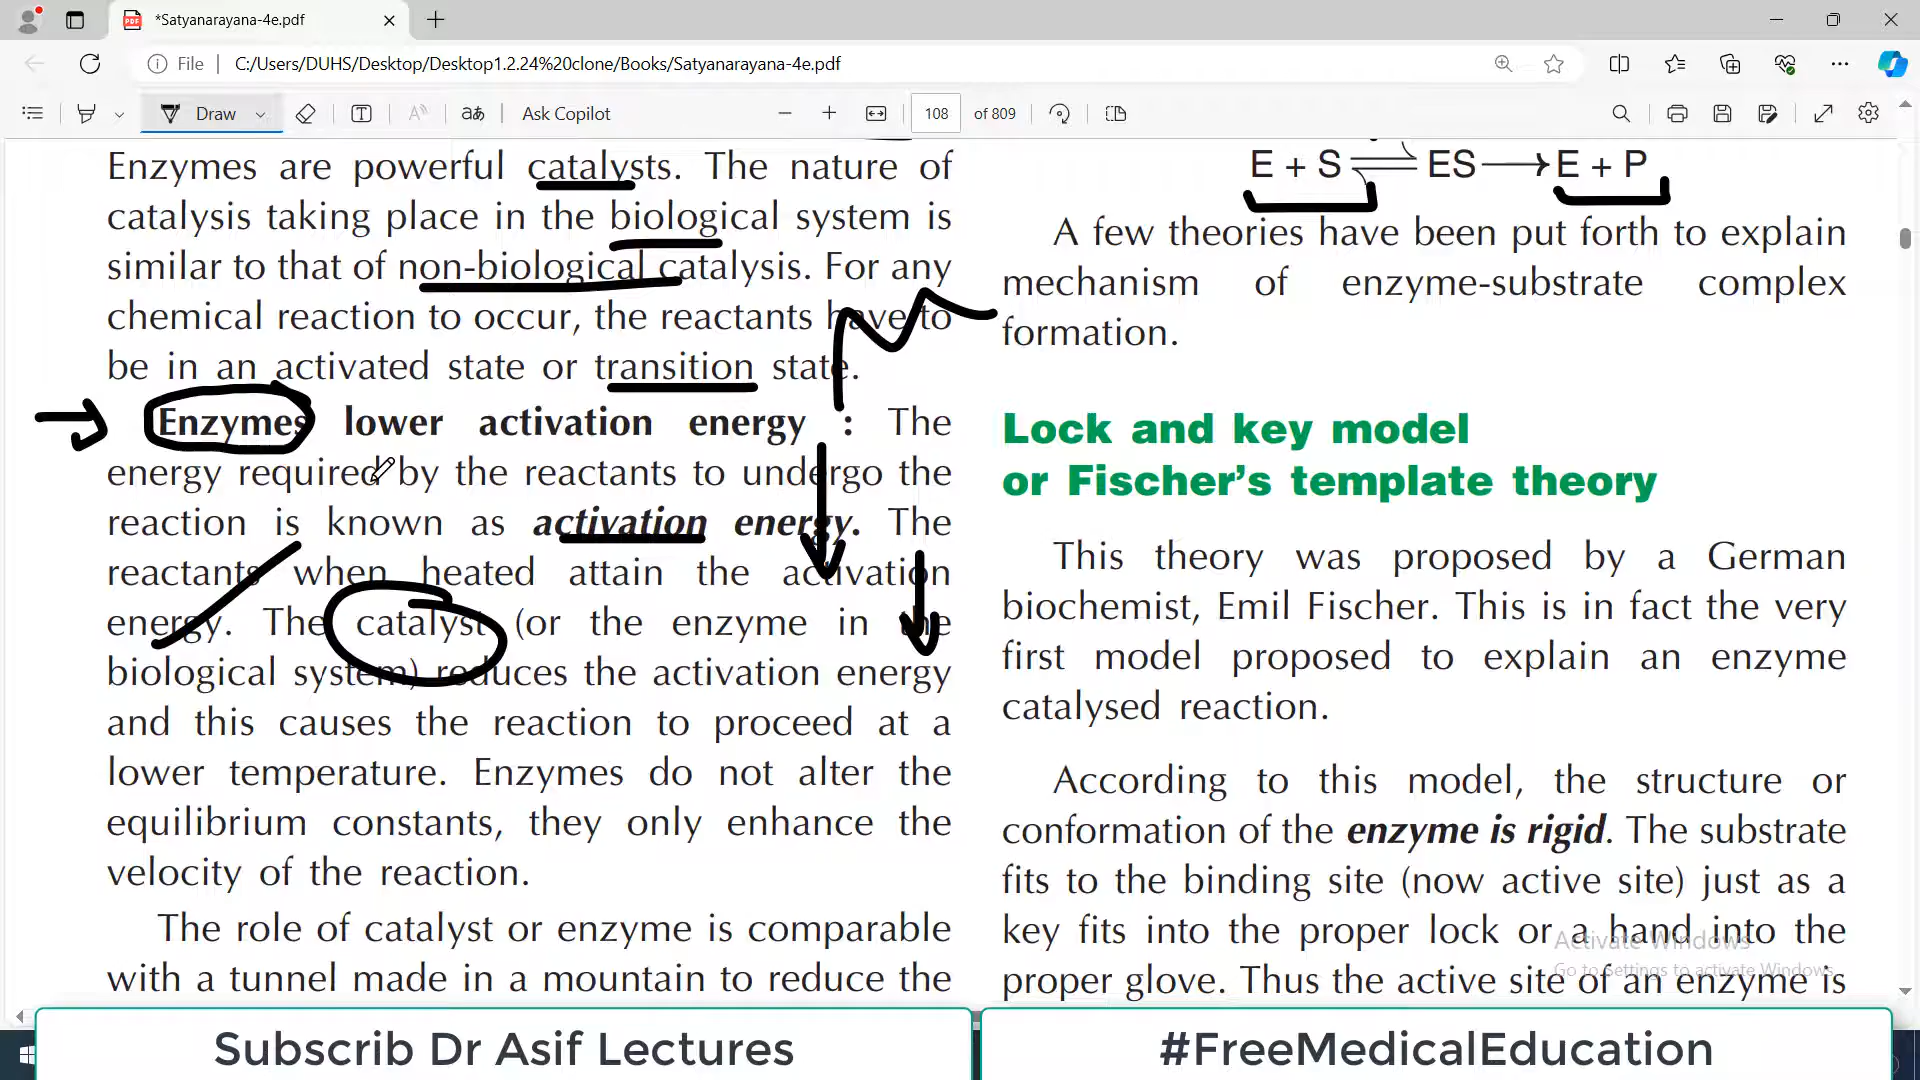 *Satyanarayana-4e.pdf
File
C:/Users/DUHS/Desktop/Desktop1.2.24%20clone/Books/Satyanarayana-4e.pdf
Draw
Ask Copilot
108 of 809
Enzymes are powerful catalysts. The nature of
catalysis taking place in the biological system is
similar to that of non-biological catalysis. For any
chemical reaction to occur, the reactants have to
be in an activated state or transition state.
Enzymes lower activation energy : The
energy required by the reactants to undergo the
reaction is known as activation energy. The
reactants when heated attain the activation
energy. The catalyst (or the enzyme in the
biological system) reduces the activation energy
and this causes the reaction to proceed at a
lower temperature. Enzymes do not alter the
equilibrium constants, they only enhance the
velocity of the reaction.
The role of catalyst or enzyme is comparable
with a tunnel made in a mountain to reduce the
E + S ⇌ ES ⟶ E + P
A few theories have been put forth to explain
mechanism of enzyme-substrate complex
formation.
Lock and key model
or Fischer's template theory
This theory was proposed by a German
biochemist, Emil Fischer. This is in fact the very
first model proposed to explain an enzyme
catalysed reaction.
According to this model, the structure or
conformation of the enzyme is rigid. The substrate
fits to the binding site (now active site) just as a
key fits into the proper lock or a hand into the
proper glove. Thus the active site of an enzyme is
Activate Windows
Go to Settings to activate Windows.
Subscrib Dr Asif Lectures
#FreeMedicalEducation